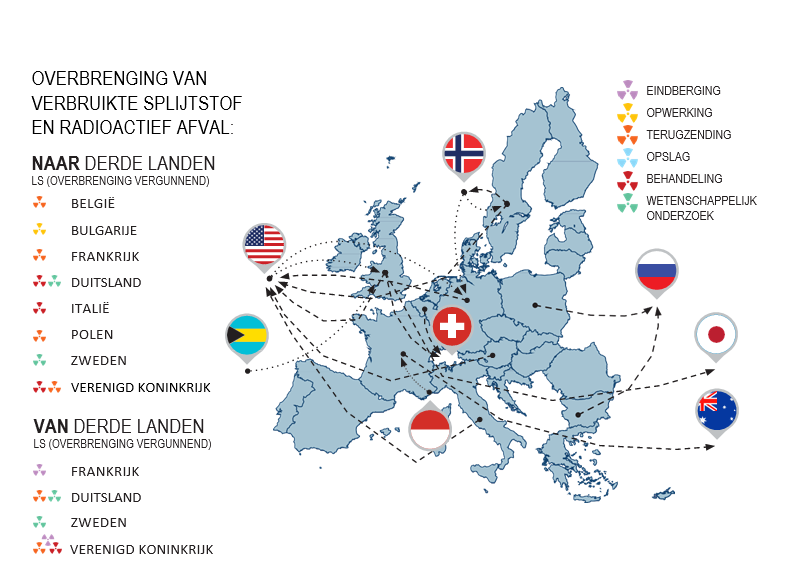 OVERBRENGING VAN
VERBRUIKTE SPLIJTSTOF
EN RADIOACTIEF AFVAL:
NAAR DERDE LANDEN
LS (OVERBRENGING VERGUNNEND)
BELGIË
BULGARIJE
FRANKRIJK
DUITSLAND
ITALIË
POLEN
ZWEDEN
VERENIGD KONINKRIJK
VAN DERDE LANDEN
LS (OVERBRENGING VERGUNNEND)
FRANKRIJK
DUITSLAND
ZWEDEN
VERENIGD KONINKRIJK
EINDBERGING
OPWERKING
TERUGZENDING
OPSLAG
BEHANDELING
WETENSCHAPPELIJK
ONDERZOEK